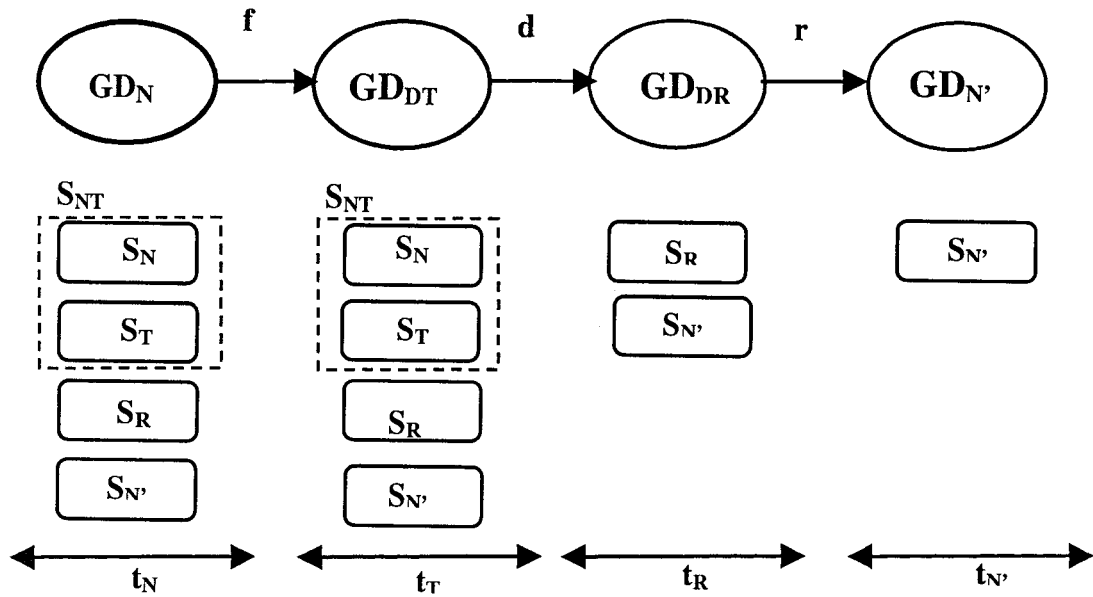 f d r
GD_N GD_DT GD_DR GD_N'
S_NT S_NT
S_N S_N S_R S_N'
S_T S_T S_N'
S_R S_R
S_N' S_N'
t_N t_T t_R t_N'